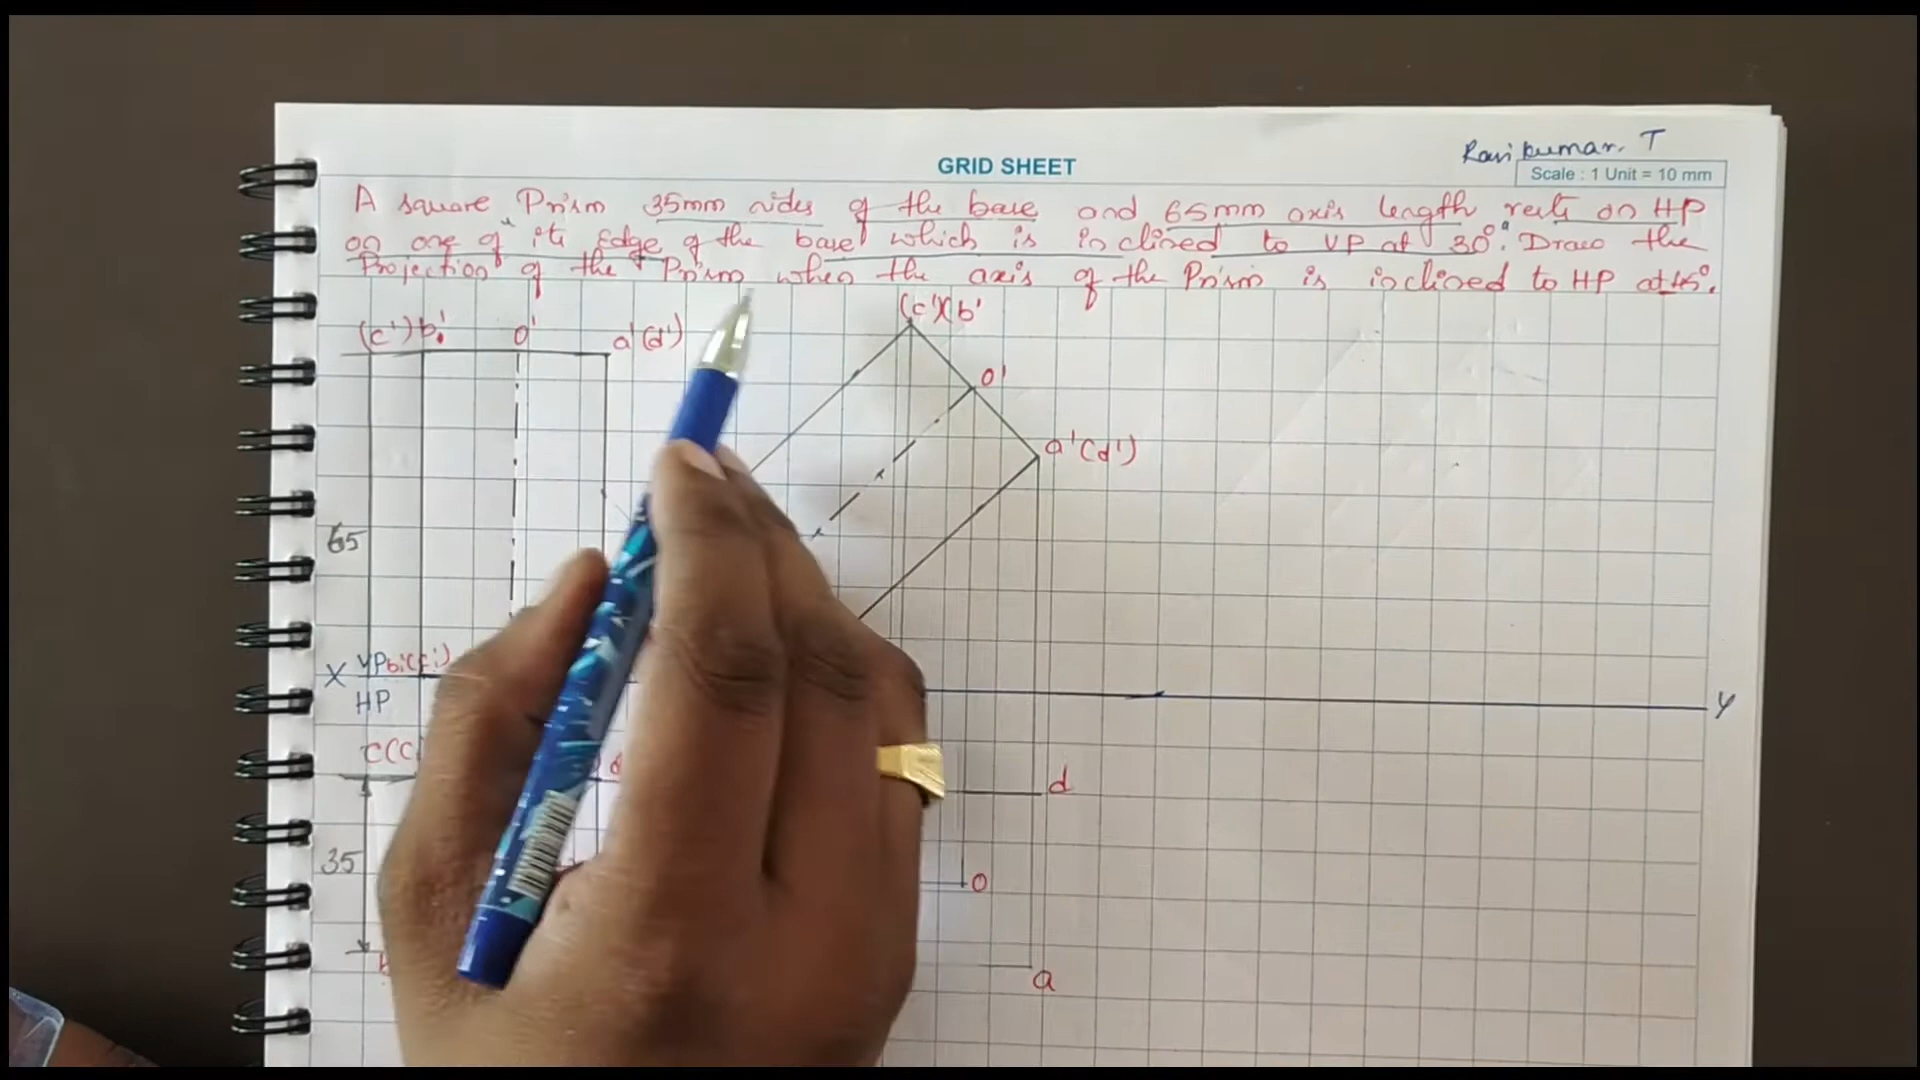 Ravi kumar. T
GRID SHEET
Scale : 1 Unit = 10 mm
A square Prism 35mm sides of the base and 65mm axis length rests on HP
on one of its Edge of the base which is inclined to VP at 30°. Draw the
Projection of the Prism when the axis of the Prism is inclined to HP at 45°.
(c')(b'
(c')b'
o'
a'(d')
o'
a'(d')
65
X
VP
HP
y
d
35
o
a